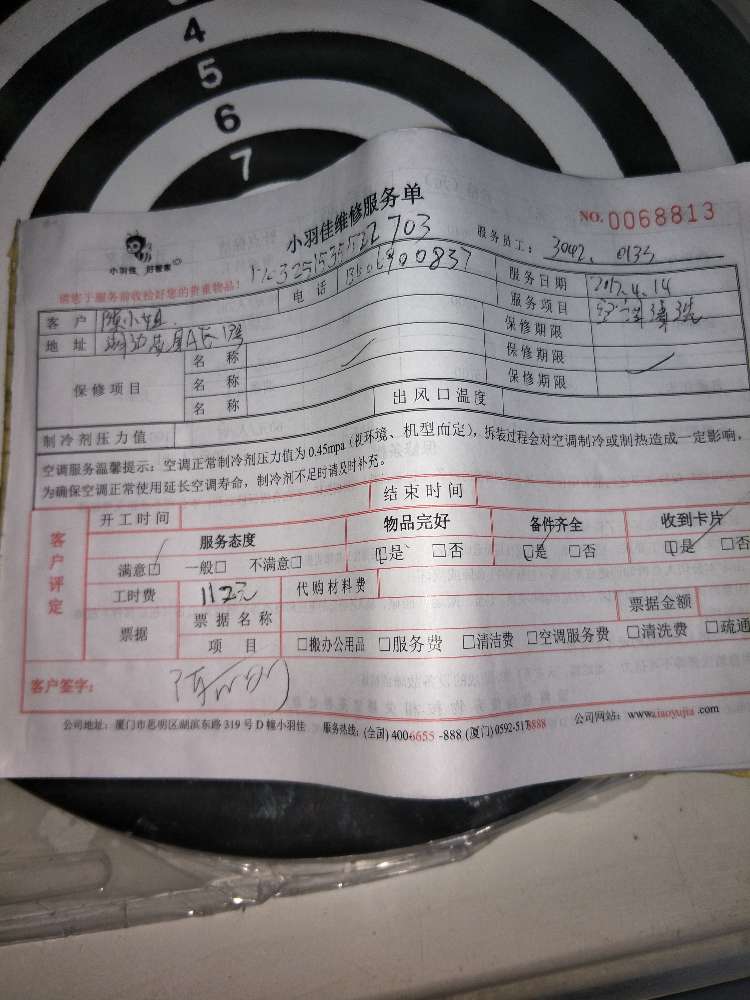 4
5
6
7
小羽佳维修服务单
NO. 0068813
小羽佳 好管家
服务员工: 3042. 0133
请您于服务前收检好您的贵重物品!
客 户 陈小姐 电 话 服务日期 2017.4.14
地 址 服务项目 空调清洗
保修项目 名 称 保修期限
名 称 保修期限
名 称 保修期限
制冷剂压力值 出风口温度
空调服务温馨提示: 空调正常制冷剂压力值为 0.45mpa (视环境、机型而定), 拆装过程会对空调制冷或制热造成一定影响,
为确保空调正常使用延长空调寿命, 制冷剂不足时请及时补充。
客户评定
开工时间 结束时间
服务态度 物品完好 备件齐全 收到卡片
满意□ 一般□ 不满意□ □是 □否 □是 □否 □是 □否
工时费 112元 代购材料费
票据 票据名称 票据金额
项 目 □搬办公用品 □服务费 □清洁费 □空调服务费 □清洗费 □疏通
客户签字:
公司地址: 厦门市思明区湖滨东路 319 号 D 幢小羽佳 服务热线: (全国) 400-6655-888 (厦门) 0592-5178888 公司网站: www.xiaoyujia.com